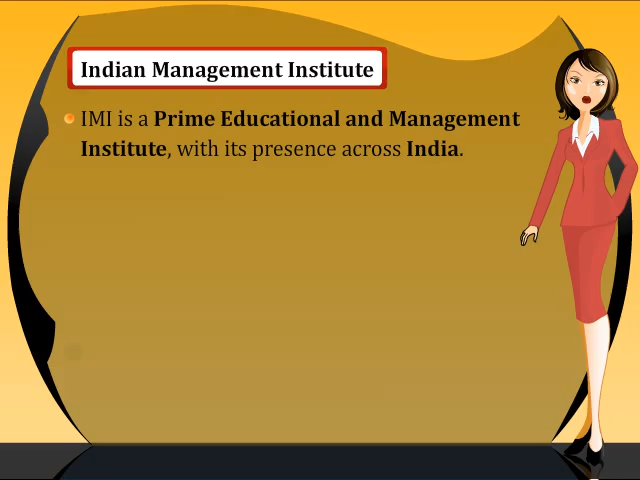 Indian Management Institute
IMI is a Prime Educational and Management
Institute, with its presence across India.